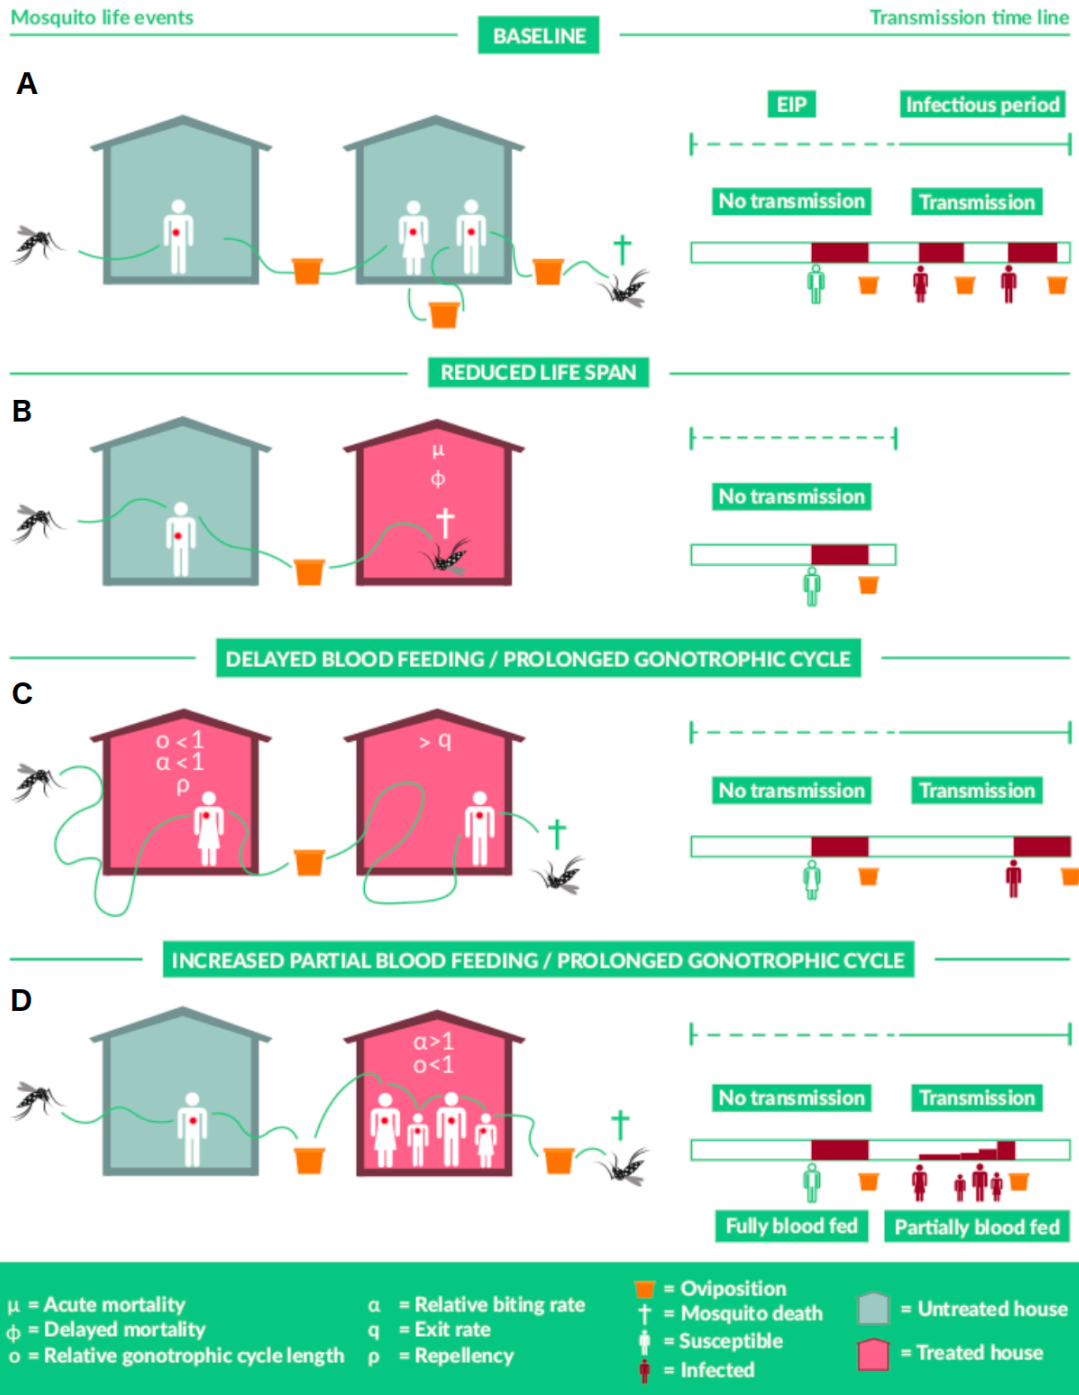 Mosquito life events
Transmission time line
BASELINE
A
EIP
Infectious period
No transmission
Transmission
REDUCED LIFE SPAN
B
μ
ϕ
No transmission
DELAYED BLOOD FEEDING / PROLONGED GONOTROPHIC CYCLE
C
o < 1
α < 1
ρ
> q
No transmission
Transmission
INCREASED PARTIAL BLOOD FEEDING / PROLONGED GONOTROPHIC CYCLE
D
α>1
o<1
No transmission
Transmission
Fully blood fed
Partially blood fed
μ = Acute mortality
ϕ = Delayed mortality
o = Relative gonotrophic cycle length
α = Relative biting rate
q = Exit rate
ρ = Repellency
= Oviposition
= Mosquito death
= Susceptible
= Infected
= Untreated house
= Treated house